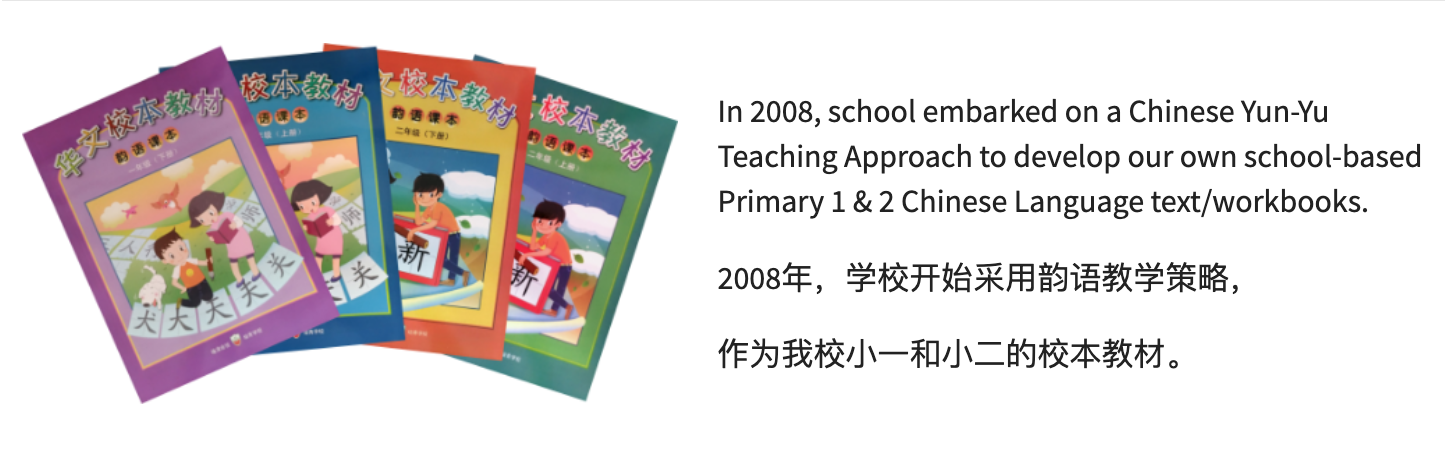 华文校本教材
韵语课本
一年级（下册）
犬大天夫关
师
校本教材
语课本
级（上册）
师
关
文校本教材
韵语课本
二年级（下册）
新
校本教材
韵语课本
二年级（上册）
新
In 2008, school embarked on a Chinese Yun-Yu
Teaching Approach to develop our own school-based
Primary 1 & 2 Chinese Language text/workbooks.
2008年，学校开始采用韵语教学策略，
作为我校小一和小二的校本教材。